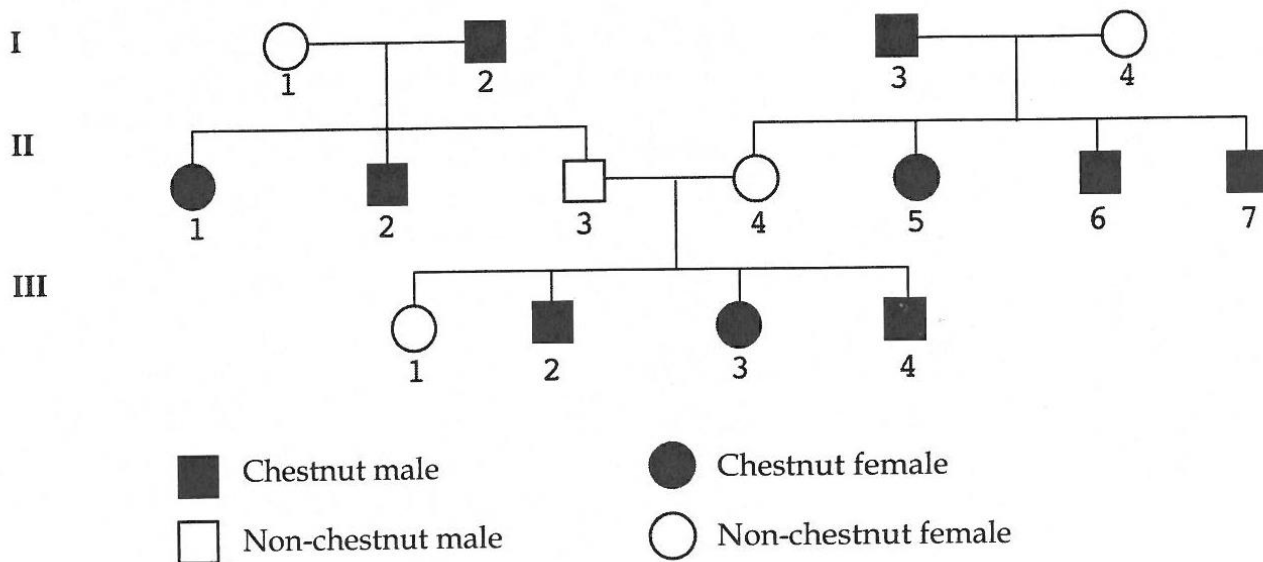 I
1 2 3 4
II
1 2 3 4 5 6 7
III
1 2 3 4
Chestnut male Chestnut female
Non-chestnut male Non-chestnut female